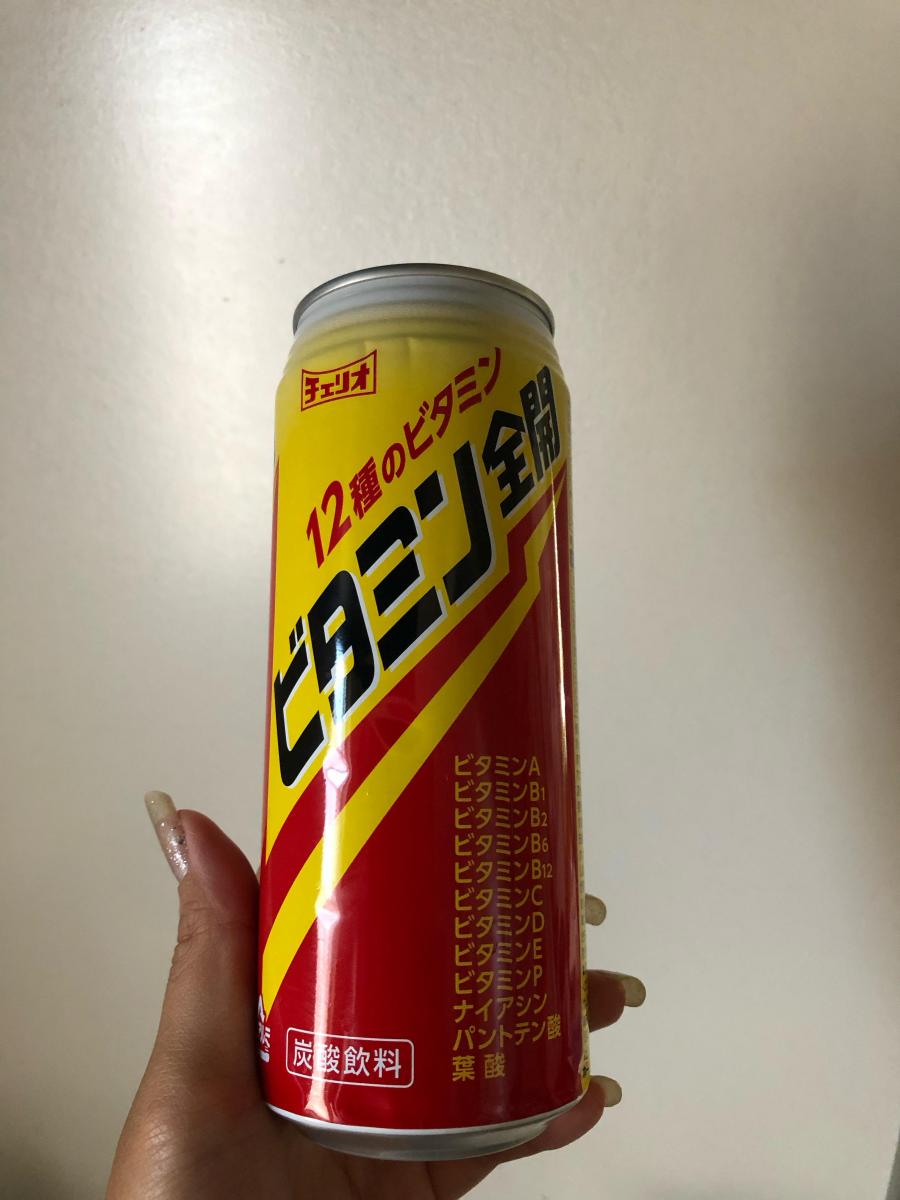 チェリオ
12種のビタミン
ビタミン全開
ビタミンA
ビタミンB1
ビタミンB2
ビタミンB6
ビタミンB12
ビタミンC
ビタミンD
ビタミンE
ビタミンP
ナイアシン
パントテン酸
葉酸
炭酸飲料